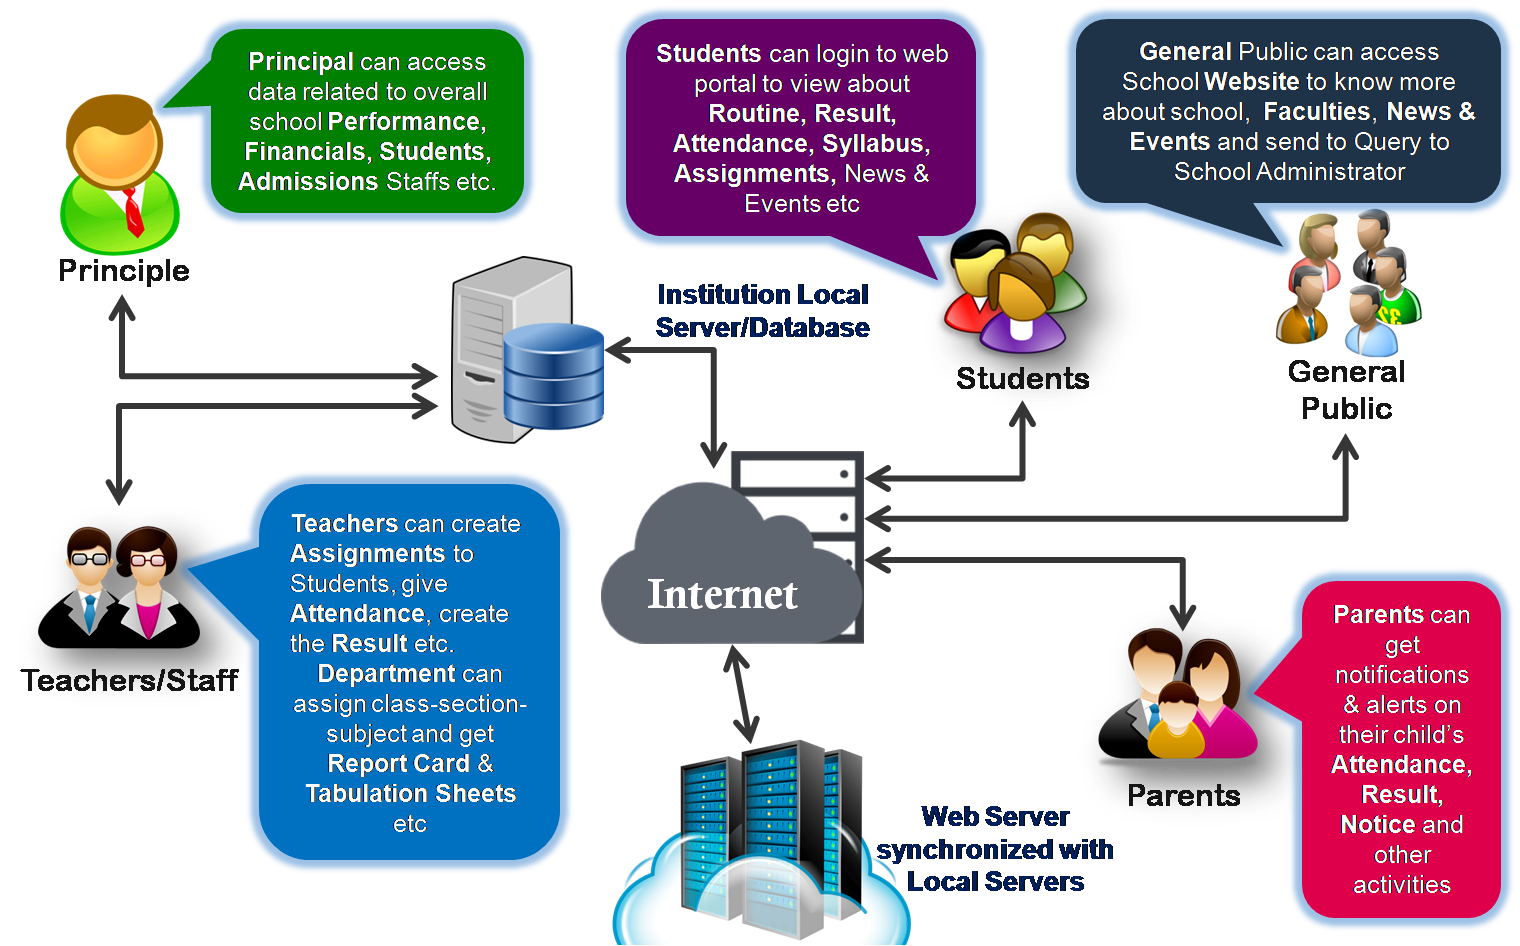 Principal can access
data related to overall
school Performance,
Financials, Students,
Admissions Staffs etc.
Principle
Students can login to web
portal to view about
Routine, Result,
Attendance, Syllabus,
Assignments, News &
Events etc
General Public can access
School Website to know more
about school, Faculties, News &
Events and send to Query to
School Administrator
Institution Local
Server/Database
Students
General
Public
Teachers can create
Assignments to
Students, give
Attendance, create
the Result etc.
Department can
assign class-section-
subject and get
Report Card &
Tabulation Sheets
etc
Teachers/Staff
Internet
Parents can
get
notifications
& alerts on
their child's
Attendance,
Result,
Notice and
other
activities
Parents
Web Server
synchronized with
Local Servers